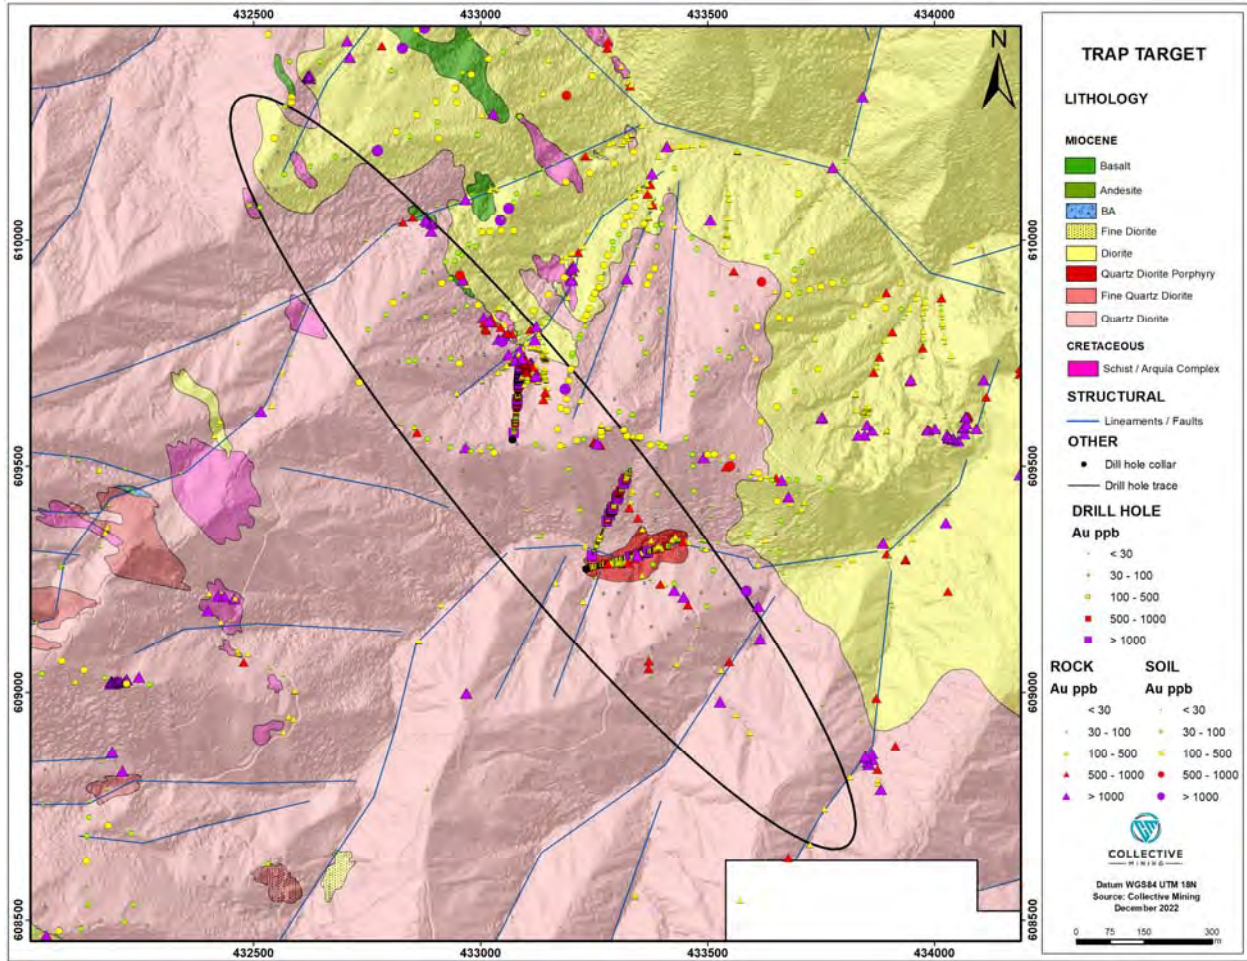 432500
433000
433500
434000
N
610000
609500
609000
608500
610000
609500
609000
608500
432500
433000
433500
434000
TRAP TARGET
LITHOLOGY
MIOCENE
Basalt
Andesite
BA
Fine Diorite
Diorite
Quartz Diorite Porphyry
Fine Quartz Diorite
Quartz Diorite
CRETACEOUS
Schist / Arquía Complex
STRUCTURAL
Lineaments / Faults
OTHER
Dill hole collar
Drill hole trace
DRILL HOLE
Au ppb
< 30
30 - 100
100 - 500
500 - 1000
> 1000
ROCK SOIL
Au ppb Au ppb
< 30 < 30
30 - 100 30 - 100
100 - 500 100 - 500
500 - 1000 500 - 1000
> 1000 > 1000
COLLECTIVE
MINING
Datum WGS84 UTM 18N
Source: Collective Mining
December 2022
0 75 150 300
m